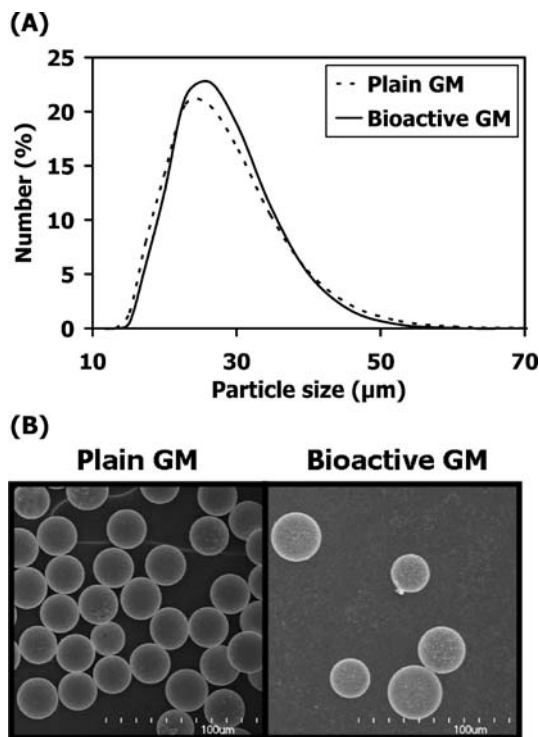 (A)
25
20
15
10
5
0
Number (%)
Plain GM
Bioactive GM
10 30 50 70
Particle size (µm)
(B)
Plain GM Bioactive GM
100um 100um